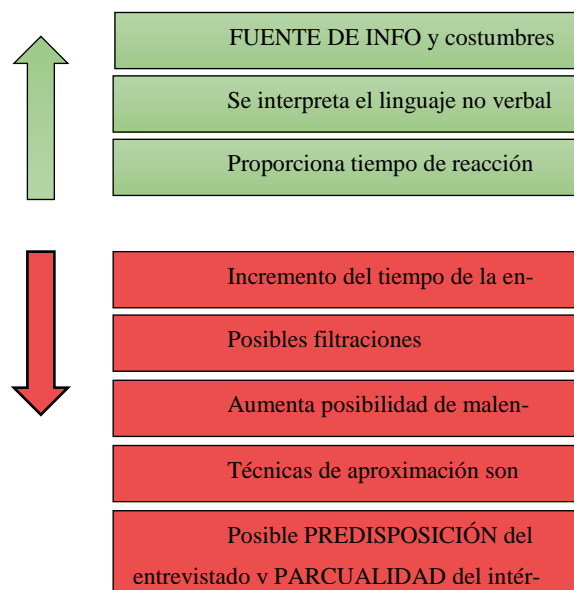 FUENTE DE INFO y costumbres
Se interpreta el linguaje no verbal
Proporciona tiempo de reacción
Incremento del tiempo de la en-
Posibles filtraciones
Aumenta posibilidad de malen-
Técnicas de aproximación son
Posible PREDISPOSICIÓN del
entrevistado y PARCUALIDAD del intér-